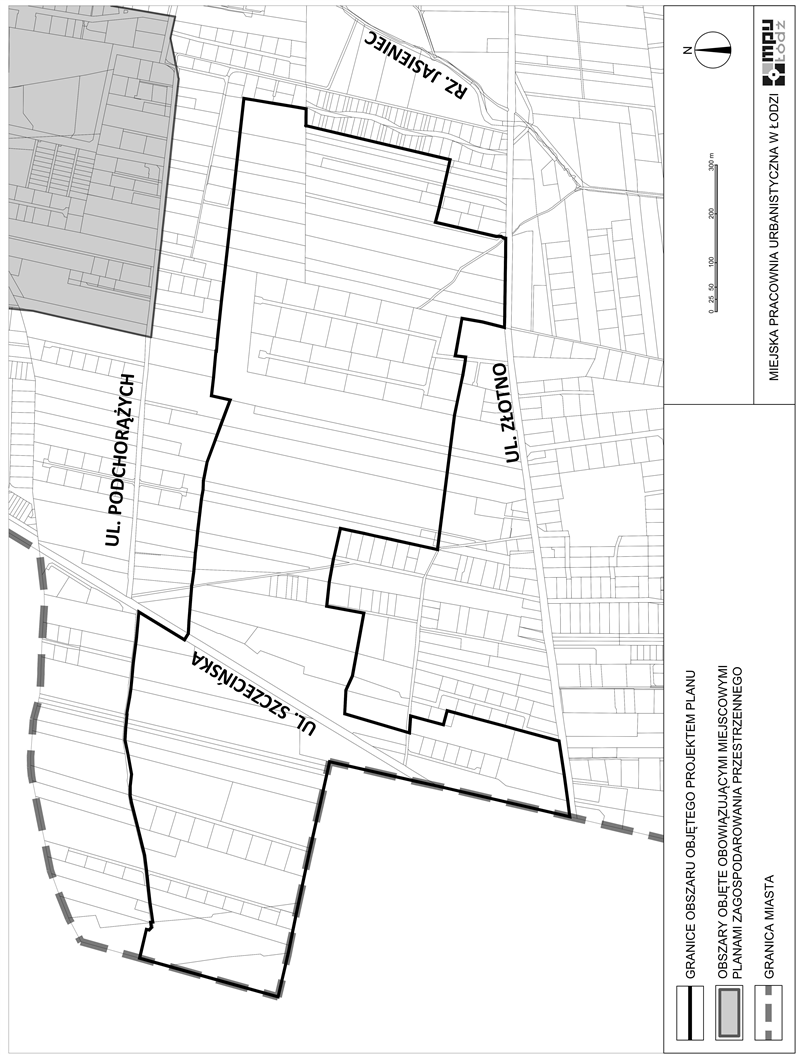 UL. PODCHORĄŻYCH
RZ. JASIENIEC
UL. SZCZECIŃSKA
UL. ZŁOTNO
GRANICE OBSZARU OBJĘTEGO PROJEKTEM PLANU
OBSZARY OBJĘTE OBOWIĄZUJĄCYMI MIEJSCOWYMI
PLANAMI ZAGOSPODAROWANIA PRZESTRZENNEGO
GRANICA MIASTA
N
0 25 50 100 200 300 m
MIEJSKA PRACOWNIA URBANISTYCZNA W ŁODZI
mpu
Łódź